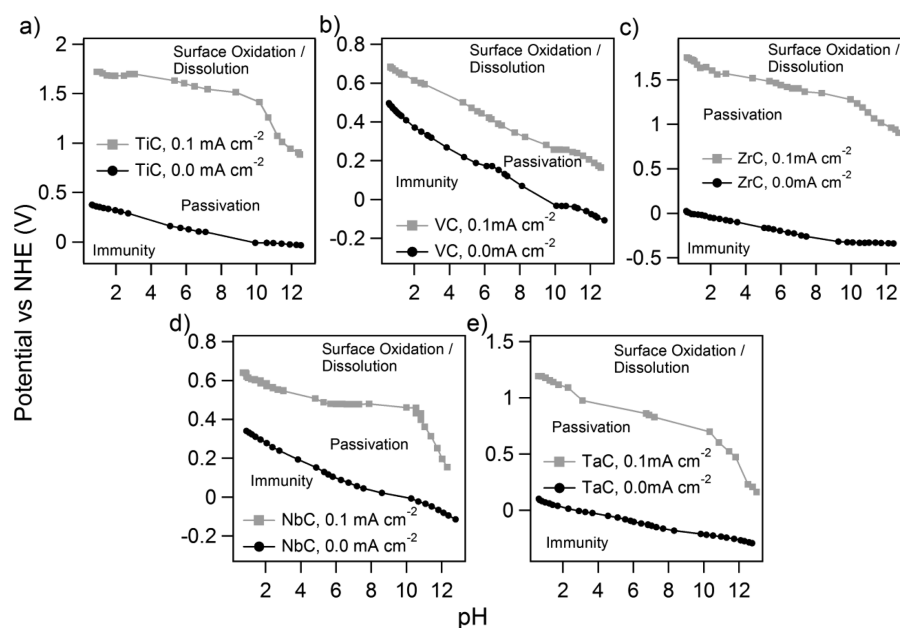 a)
2
1.5
1
0.5
0
Surface Oxidation /
Dissolution
TiC, 0.1 mA cm-2
TiC, 0.0 mA cm-2
Passivation
Immunity
2 4 6 8 10 12
b)
0.8
0.6
0.4
0.2
0
-0.2
Surface Oxidation /
Dissolution
Passivation
Immunity
VC, 0.1mA cm-2
VC, 0.0mA cm-2
2 4 6 8 10 12
c)
1.5
1
0.5
0
-0.5
Surface Oxidation /
Dissolution
Passivation
ZrC, 0.1mA cm-2
ZrC, 0.0mA cm-2
Immunity
2 4 6 8 10 12
Potential vs NHE (V)
d)
0.8
0.6
0.4
0.2
0
-0.2
Surface Oxidation /
Dissolution
Passivation
Immunity
NbC, 0.1 mA cm-2
NbC, 0.0 mA cm-2
2 4 6 8 10 12
e)
1.5
1
0.5
0
Surface Oxidation /
Dissolution
Passivation
TaC, 0.1mA cm-2
TaC, 0.0mA cm-2
Immunity
2 4 6 8 10 12
pH